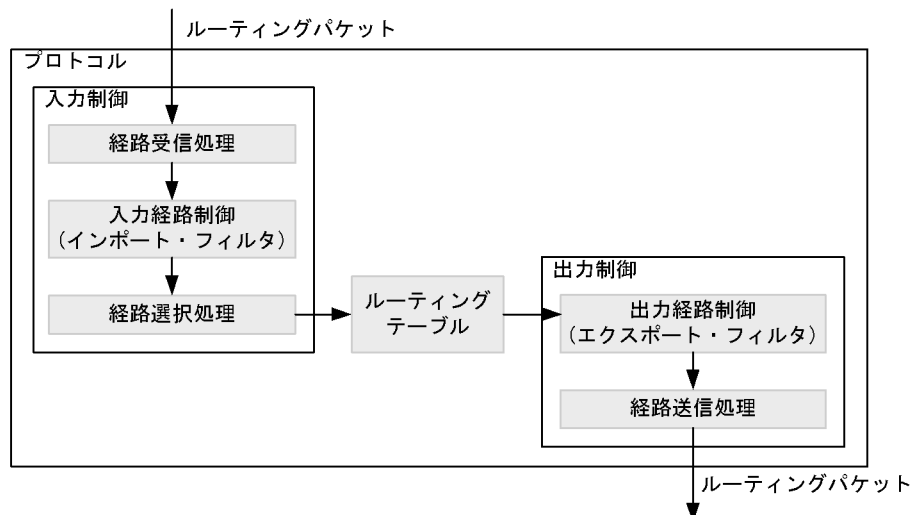 ルーティングパケット
プロトコル
入力制御
経路受信処理
入力経路制御
(インポート・フィルタ)
経路選択処理
ルーティング
テーブル
出力制御
出力経路制御
(エクスポート・フィルタ)
経路送信処理
ルーティングパケット